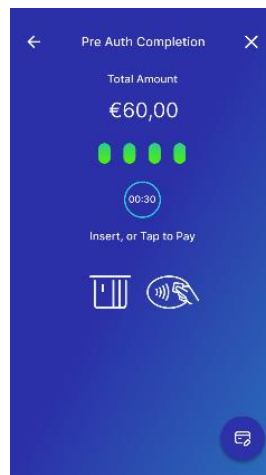 Pre Auth Completion
Total Amount
€60,00
00:30
Insert, or Tap to Pay